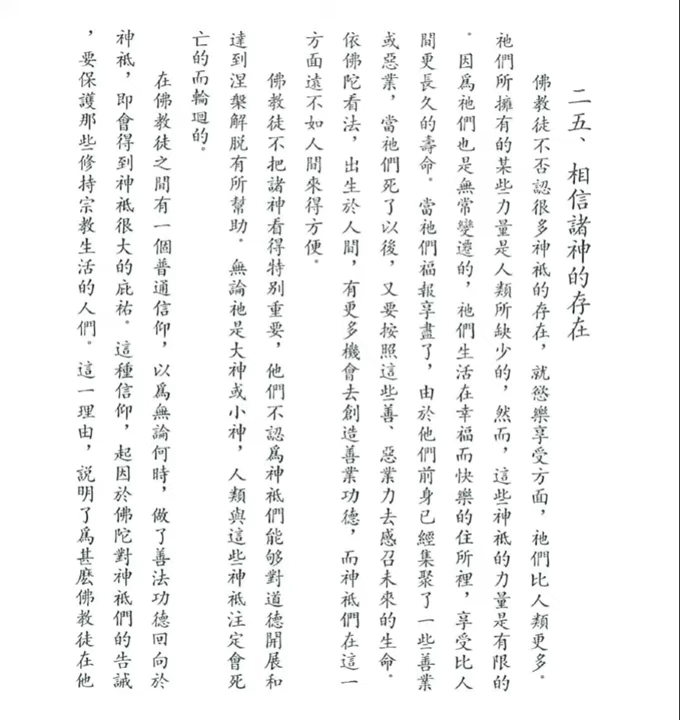 二五、相信諸神的存在
佛教徒不否認很多神祇的存在，就慾樂享受方面，祂們比人類更多。
祂們所擁有的某些力量是人類所缺少的，然而，這些神祇的力量是有限的
。因爲祂們也是無常變遷的，祂們生活在幸福而快樂的住所裡，享受比人
間更長久的壽命。當祂們福報享盡了，由於他們前身已經集聚了一些善業
或惡業，當祂們死了以後，又要按照這些善、惡業力去感召未來的生命。
依佛陀看法，出生於人間，有更多機會去創造善業功德，而神祇們在這一
方面遠不如人間來得方便。
佛教徒不把諸神看得特别重要，他們不認爲神祇們能够對道德開展和
達到涅槃解脱有所幫助。無論祂是大神或小神，人類與這些神祇注定會死
亡的而輪迴的。
在佛教徒之間有一個普通信仰，以爲無論何時，做了善法功德回向於
神祇，即會得到神祇很大的庇祐。這種信仰，起因於佛陀對神祇們的告誡
，要保護那些修持宗教生活的人們。這一理由，説明了爲甚麽佛教徒在他